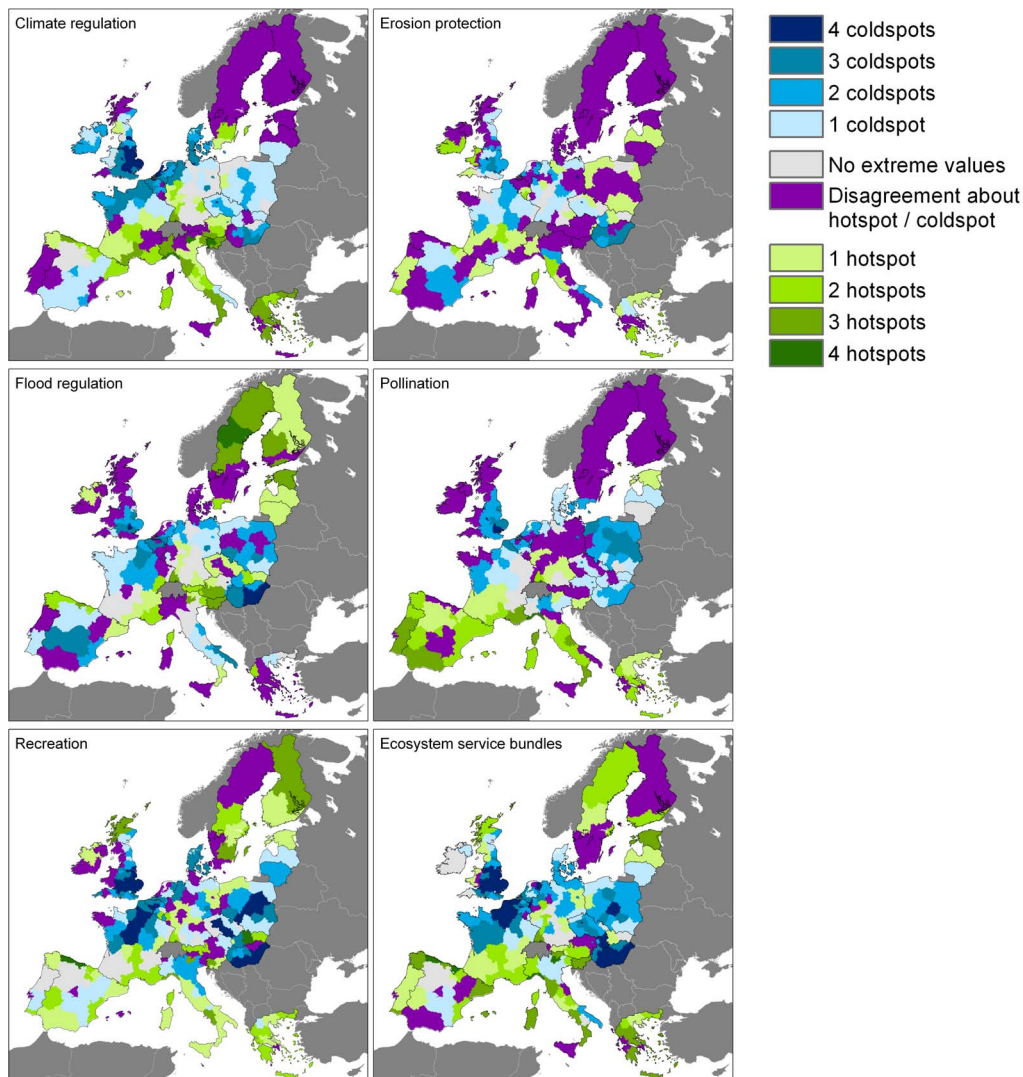 Climate regulation
Erosion protection
4 coldspots
3 coldspots
2 coldspots
1 coldspot
No extreme values
Disagreement about
hotspot / coldspot
1 hotspot
2 hotspots
3 hotspots
4 hotspots
Flood regulation
Pollination
Recreation
Ecosystem service bundles